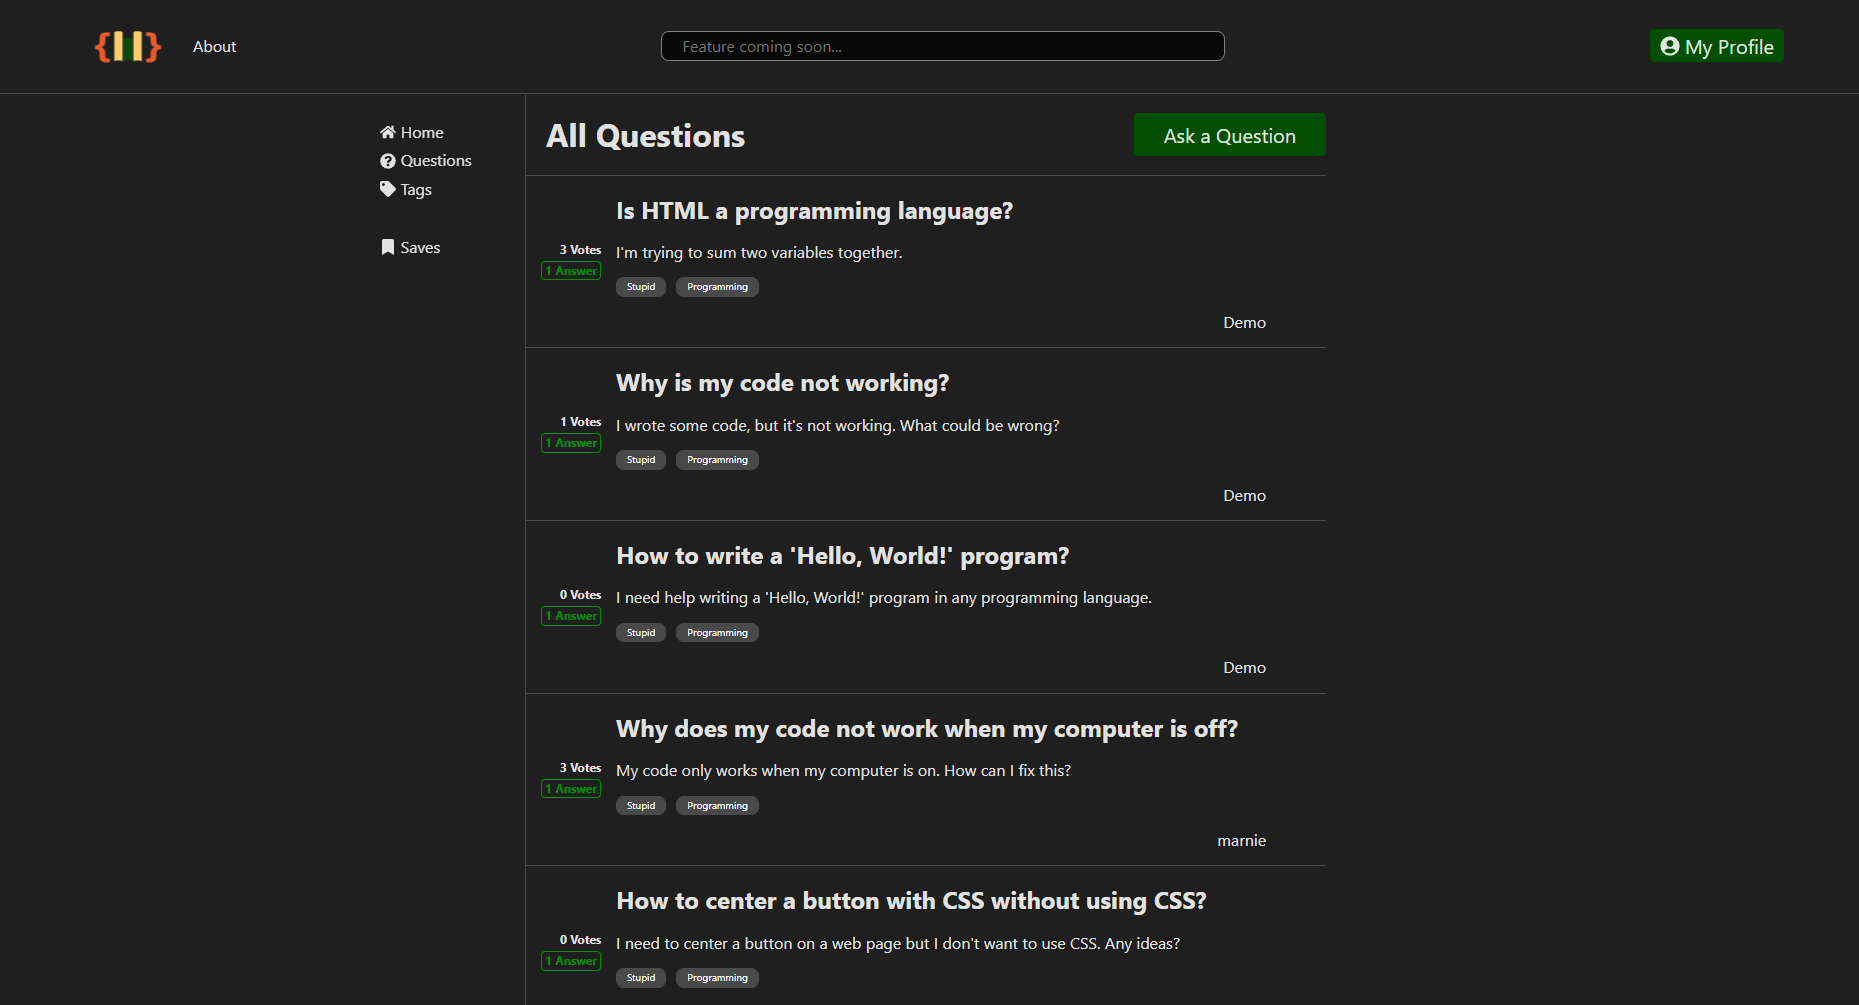 About
Feature coming soon...
My Profile
Home
Questions
Tags
Saves
All Questions
Ask a Question
Is HTML a programming language?
3 Votes
I'm trying to sum two variables together.
1 Answer
Stupid Programming
Demo
Why is my code not working?
1 Votes
I wrote some code, but it's not working. What could be wrong?
1 Answer
Stupid Programming
Demo
How to write a 'Hello, World!' program?
0 Votes
I need help writing a 'Hello, World!' program in any programming language.
1 Answer
Stupid Programming
Demo
Why does my code not work when my computer is off?
3 Votes
My code only works when my computer is on. How can I fix this?
1 Answer
Stupid Programming
marnie
How to center a button with CSS without using CSS?
0 Votes
I need to center a button on a web page but I don't want to use CSS. Any ideas?
1 Answer
Stupid Programming